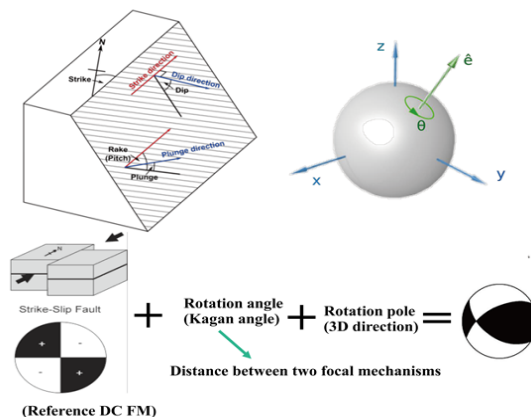 N
Strike
Strike direction
Dip direction
Dip
Rake
(Pitch)
Plunge direction
Plunge
z
ê
θ
x
y
N
Strike-Slip Fault
+
-
-
+
+
Rotation angle
(Kagan angle)
+
Rotation pole
(3D direction)
=
Distance between two focal mechanisms
(Reference DC FM)